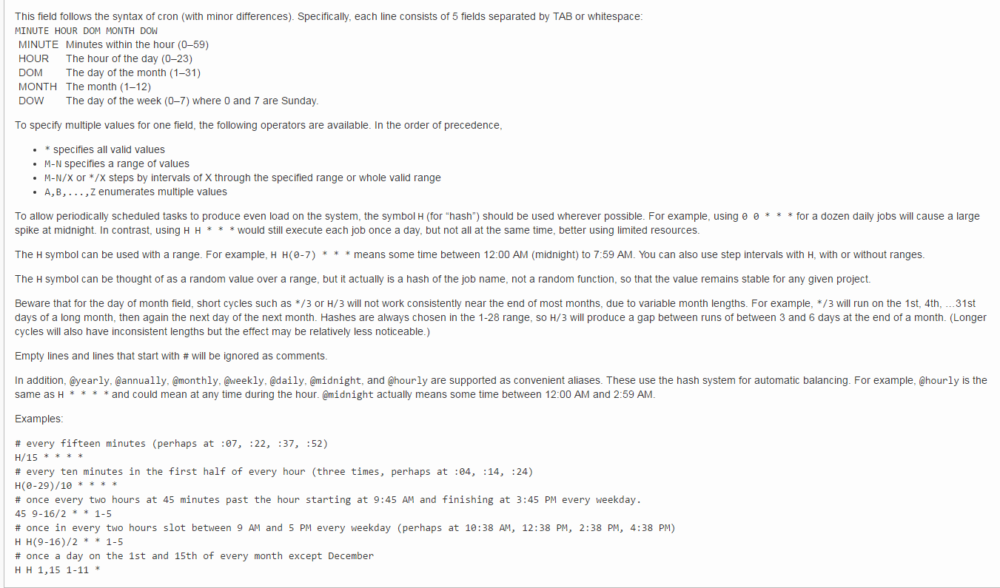 This field follows the syntax of cron (with minor differences). Specifically, each line consists of 5 fields separated by TAB or whitespace:
MINUTE HOUR DOM MONTH DOW
MINUTE Minutes within the hour (0–59)
HOUR The hour of the day (0–23)
DOM The day of the month (1–31)
MONTH The month (1–12)
DOW The day of the week (0–7) where 0 and 7 are Sunday.
To specify multiple values for one field, the following operators are available. In the order of precedence,
• * specifies all valid values
• M-N specifies a range of values
• M-N/X or */X steps by intervals of X through the specified range or whole valid range
• A,B,...,Z enumerates multiple values
To allow periodically scheduled tasks to produce even load on the system, the symbol H (for “hash”) should be used wherever possible. For example, using 0 0 * * * for a dozen daily jobs will cause a large
spike at midnight. In contrast, using H H * * * would still execute each job once a day, but not all at the same time, better using limited resources.
The H symbol can be used with a range. For example, H H(0-7) * * * means some time between 12:00 AM (midnight) to 7:59 AM. You can also use step intervals with H, with or without ranges.
The H symbol can be thought of as a random value over a range, but it actually is a hash of the job name, not a random function, so that the value remains stable for any given project.
Beware that for the day of month field, short cycles such as */3 or H/3 will not work consistently near the end of most months, due to variable month lengths. For example, */3 will run on the 1st, 4th, …31st
days of a long month, then again the next day of the next month. Hashes are always chosen in the 1-28 range, so H/3 will produce a gap between runs of between 3 and 6 days at the end of a month. (Longer
cycles will also have inconsistent lengths but the effect may be relatively less noticeable.)
Empty lines and lines that start with # will be ignored as comments.
In addition, @yearly, @annually, @monthly, @weekly, @daily, @midnight, and @hourly are supported as convenient aliases. These use the hash system for automatic balancing. For example, @hourly is the
same as H * * * * and could mean at any time during the hour. @midnight actually means some time between 12:00 AM and 2:59 AM.
Examples:
# every fifteen minutes (perhaps at :07, :22, :37, :52)
H/15 * * * *
# every ten minutes in the first half of every hour (three times, perhaps at :04, :14, :24)
H(0-29)/10 * * * *
# once every two hours at 45 minutes past the hour starting at 9:45 AM and finishing at 3:45 PM every weekday.
45 9-16/2 * * 1-5
# once in every two hours slot between 9 AM and 5 PM every weekday (perhaps at 10:38 AM, 12:38 PM, 2:38 PM, 4:38 PM)
H H(9-16)/2 * * 1-5
# once a day on the 1st and 15th of every month except December
H H 1,15 1-11 *